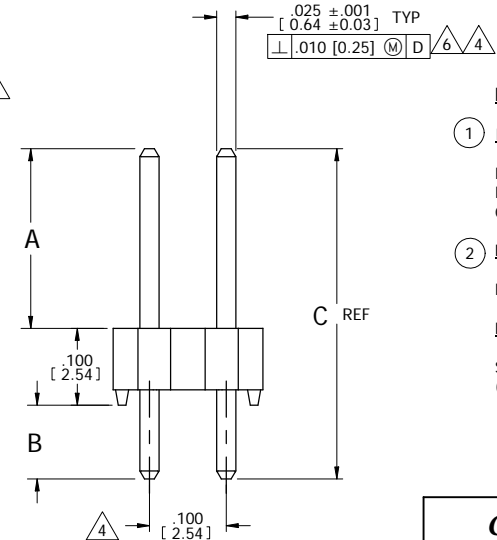 .025 ±.001
[ 0.64 ±0.03 ] TYP
⊥ .010 [0.25] Ⓜ D 6 4
1
A
2
C REF
.100
[ 2.54 ]
B
4
.100
[ 2.54 ]